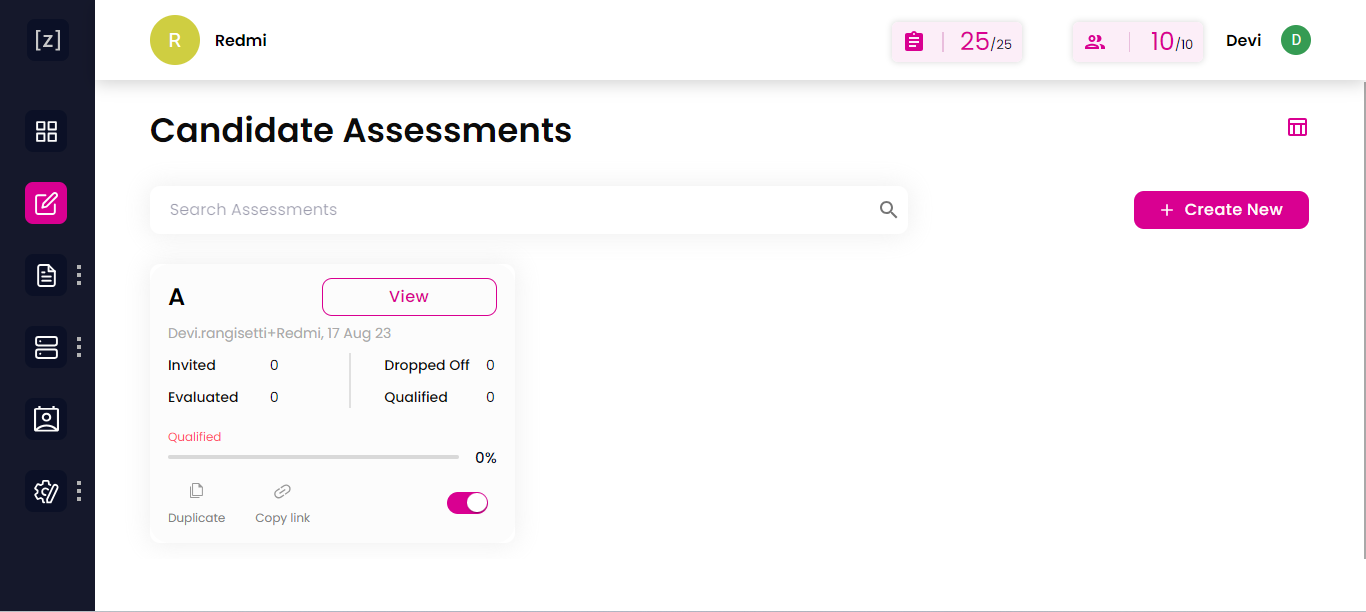 [z]
R Redmi 25/25 10/10 Devi D
Candidate Assessments
Search Assessments
+ Create New
A View
Devi.rangisetti+Redmi, 17 Aug 23
Invited 0 Dropped Off 0
Evaluated 0 Qualified 0
Qualified
0%
Duplicate Copy link